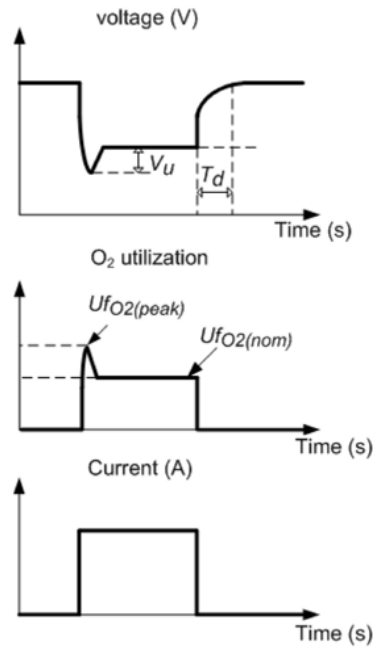 voltage (V)
Vu
Td
Time (s)
O2 utilization
UfO2(peak)
UfO2(nom)
Time (s)
Current (A)
Time (s)